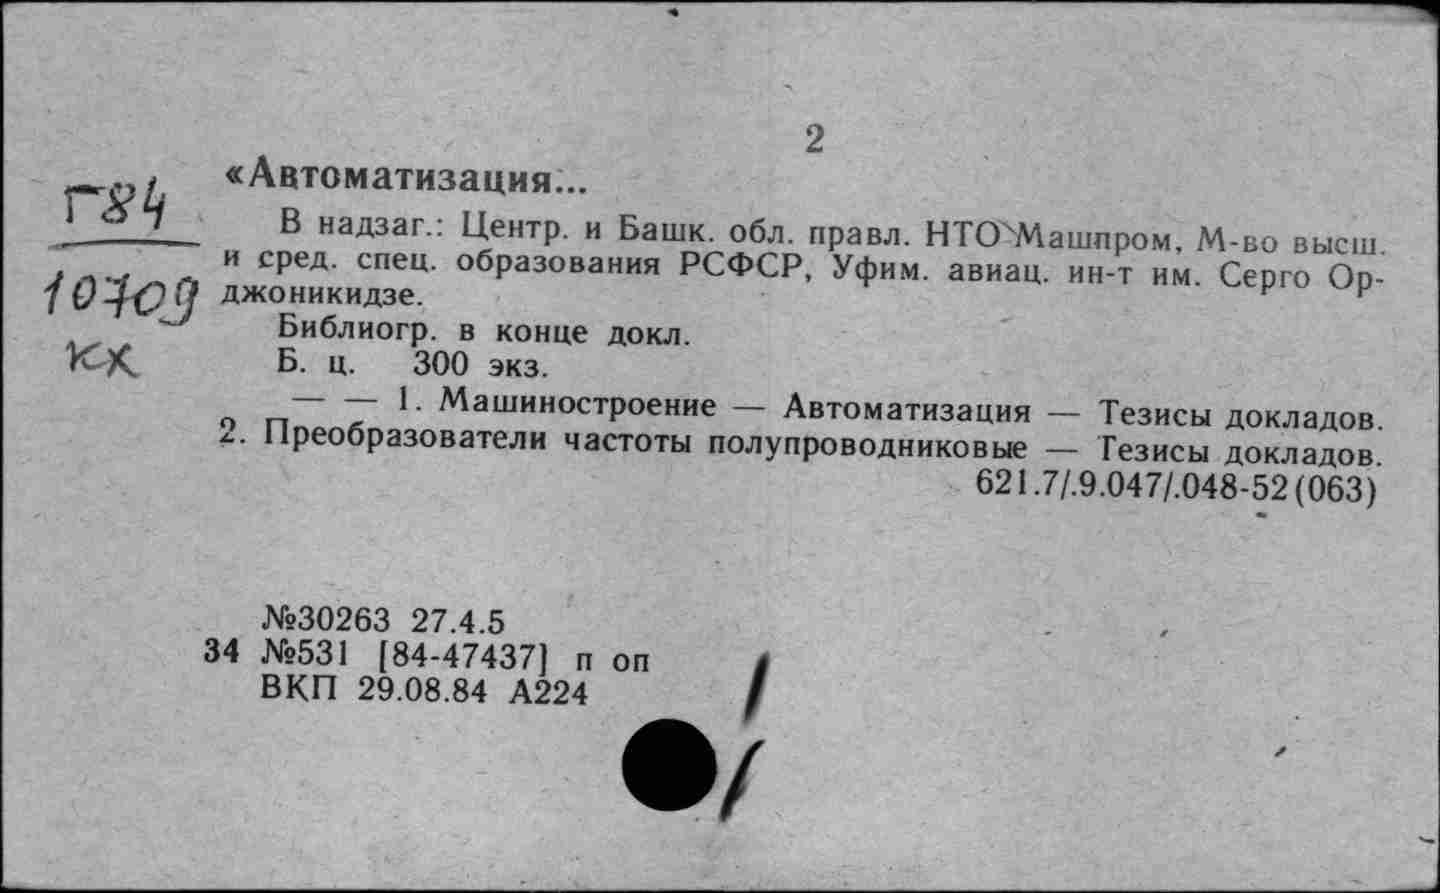 2
«Автоматизация...
Г84
10709
кх
В надзаг.: Центр. и Башк. обл. правл. НТО Машпром, М-во высш.
и сред. спец. образования РСФСР, Уфим. авиац. ин-т им. Серго Ор-
джоникидзе.
Библиогр. в конце докл.
Б. ц. 300 экз.
— — 1. Машиностроение — Автоматизация — Тезисы докладов.
2. Преобразователи частоты полупроводниковые — Тезисы докладов.
621.7/.9.047/.048-52(063)
№30263 27.4.5
34 №531 [84-47437] п оп
ВКП 29.08.84 А224